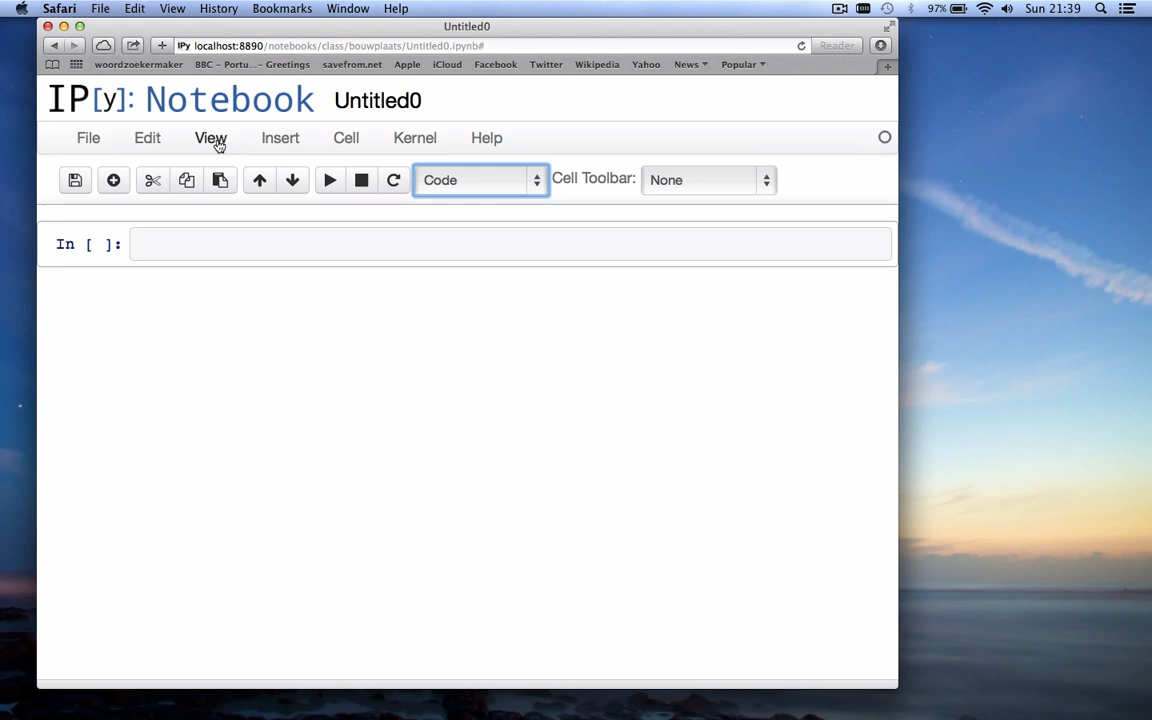 Safari File Edit View History Bookmarks Window Help 97% Sun 21:39
Untitled0
IPy localhost:8890/notebooks/class/bouwplaats/Untitled0.ipynb# Reader
woordzoekermaker BBC – Portu...– Greetings savefrom.net Apple iCloud Facebook Twitter Wikipedia Yahoo News Popular
IP[y]: Notebook Untitled0
File Edit View Insert Cell Kernel Help
Code Cell Toolbar: None
In [ ]: